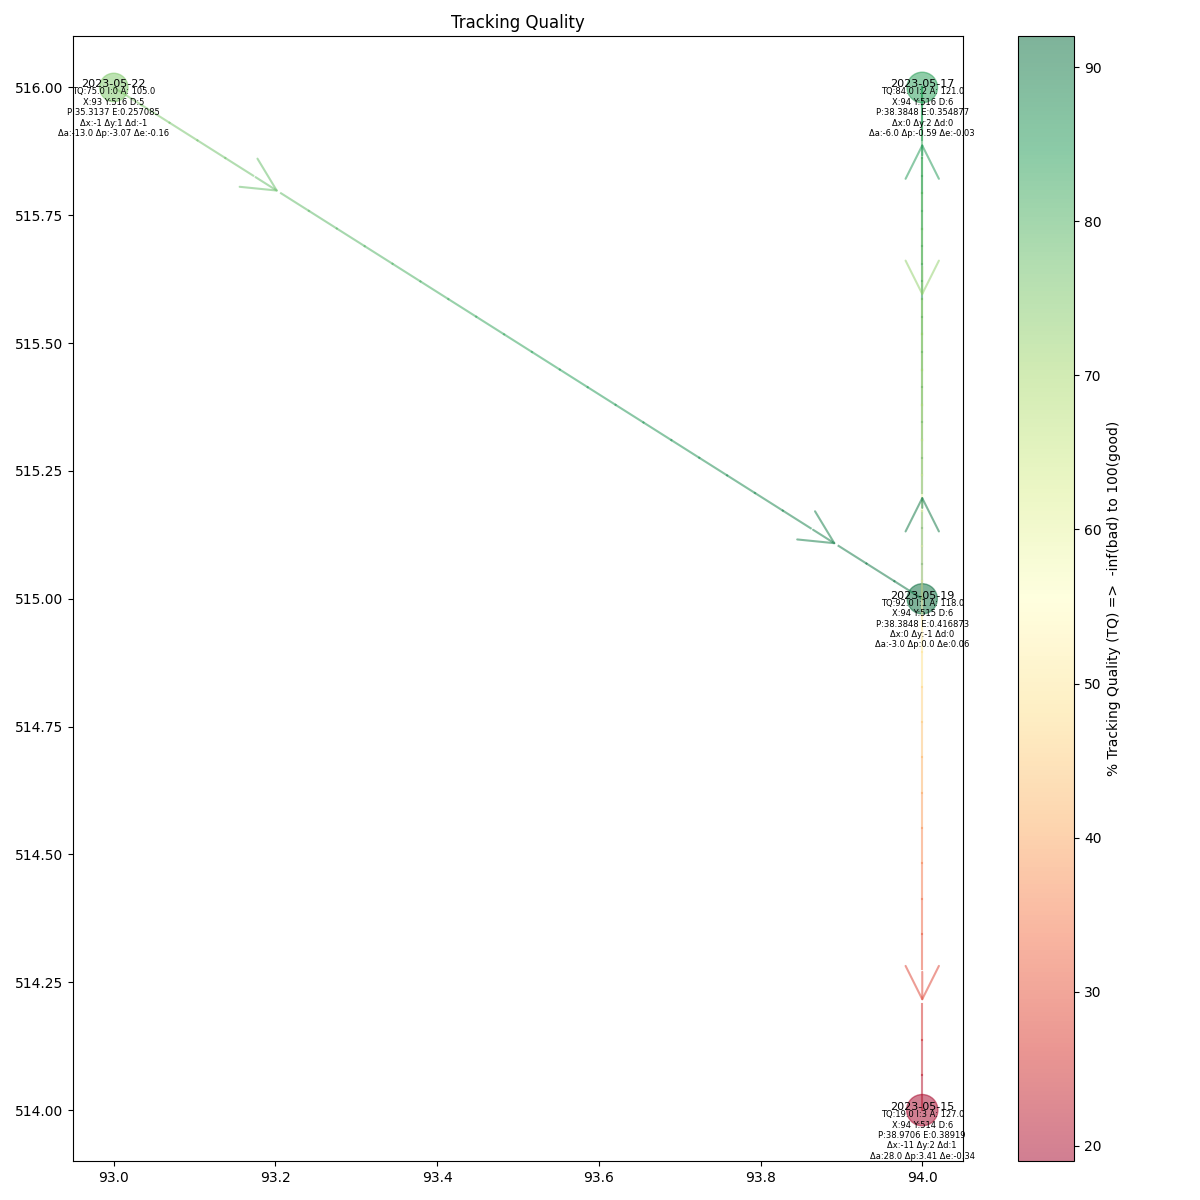 Tracking Quality
2023-05-22
TQ:75.0 I:0 A: 105.0
X:93 Y:516 D:5
P:35.3137 E:0.257085
Δx:-1 Δy:1 Δd:-1
Δa:-13.0 Δp:-3.07 Δe:-0.16
2023-05-17
TQ:84.0 I:2 A: 121.0
X:94 Y:516 D:6
P:38.3848 E:0.354877
Δx:0 Δy:2 Δd:0
Δa:-6.0 Δp:-0.59 Δe:-0.03
2023-05-19
TQ:92.0 I:1 A: 118.0
X:94 Y:515 D:6
P:38.3848 E:0.416873
Δx:0 Δy:-1 Δd:0
Δa:-3.0 Δp:0.0 Δe:0.06
2023-05-15
TQ:19.0 I:3 A: 127.0
X:94 Y:514 D:6
P:38.9706 E:0.38919
Δx:-11 Δy:2 Δd:1
Δa:28.0 Δp:3.41 Δe:-0.34
516.00
515.75
515.50
515.25
515.00
514.75
514.50
514.25
514.00
93.0 93.2 93.4 93.6 93.8 94.0
90
80
70
60
50
40
30
20
% Tracking Quality (TQ) => -inf(bad) to 100(good)